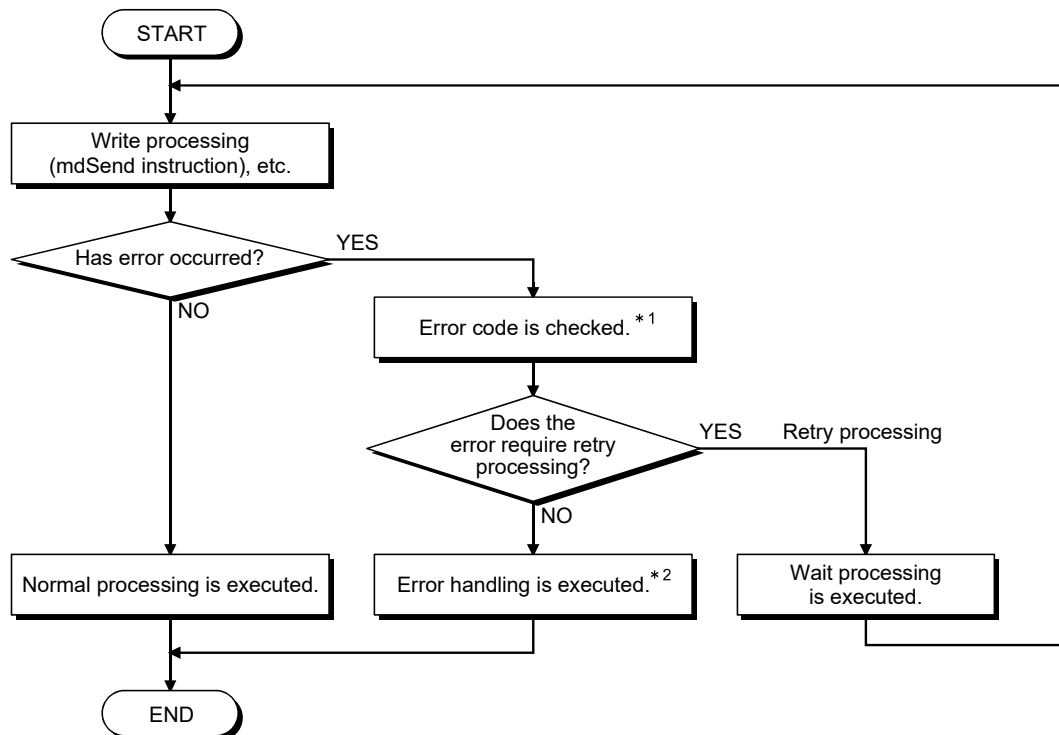 START
Write processing
(mdSend instruction), etc.
Has error occurred?
YES
NO
Error code is checked. *1
Does the
error require retry
processing?
YES
Retry processing
NO
Normal processing is executed.
Error handling is executed. *2
Wait processing
is executed.
END